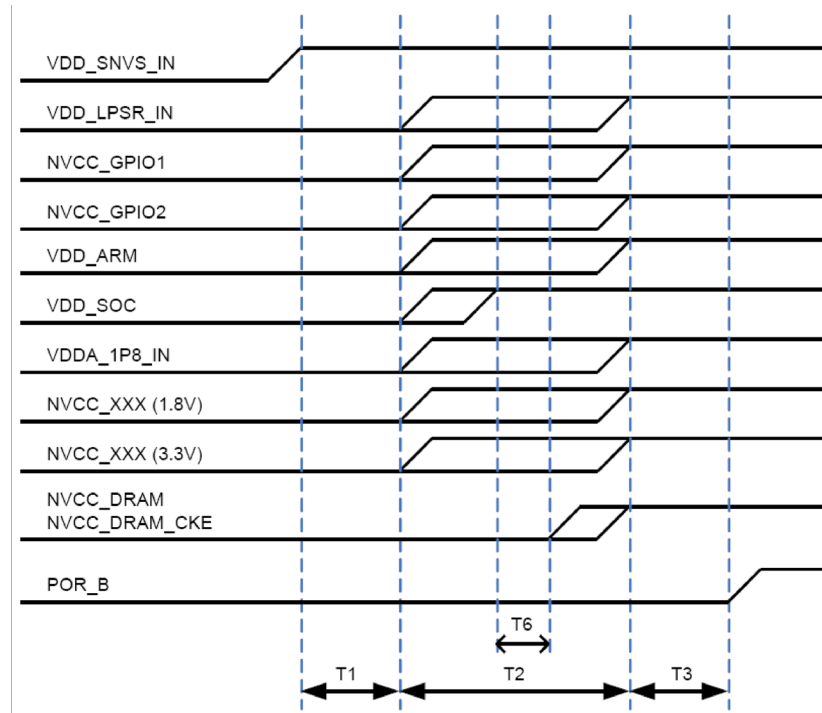 VDD_SNVS_IN
VDD_LPSR_IN
NVCC_GPIO1
NVCC_GPIO2
VDD_ARM
VDD_SOC
VDDA_1P8_IN
NVCC_XXX (1.8V)
NVCC_XXX (3.3V)
NVCC_DRAM
NVCC_DRAM_CKE
POR_B
T6
T1 T2 T3